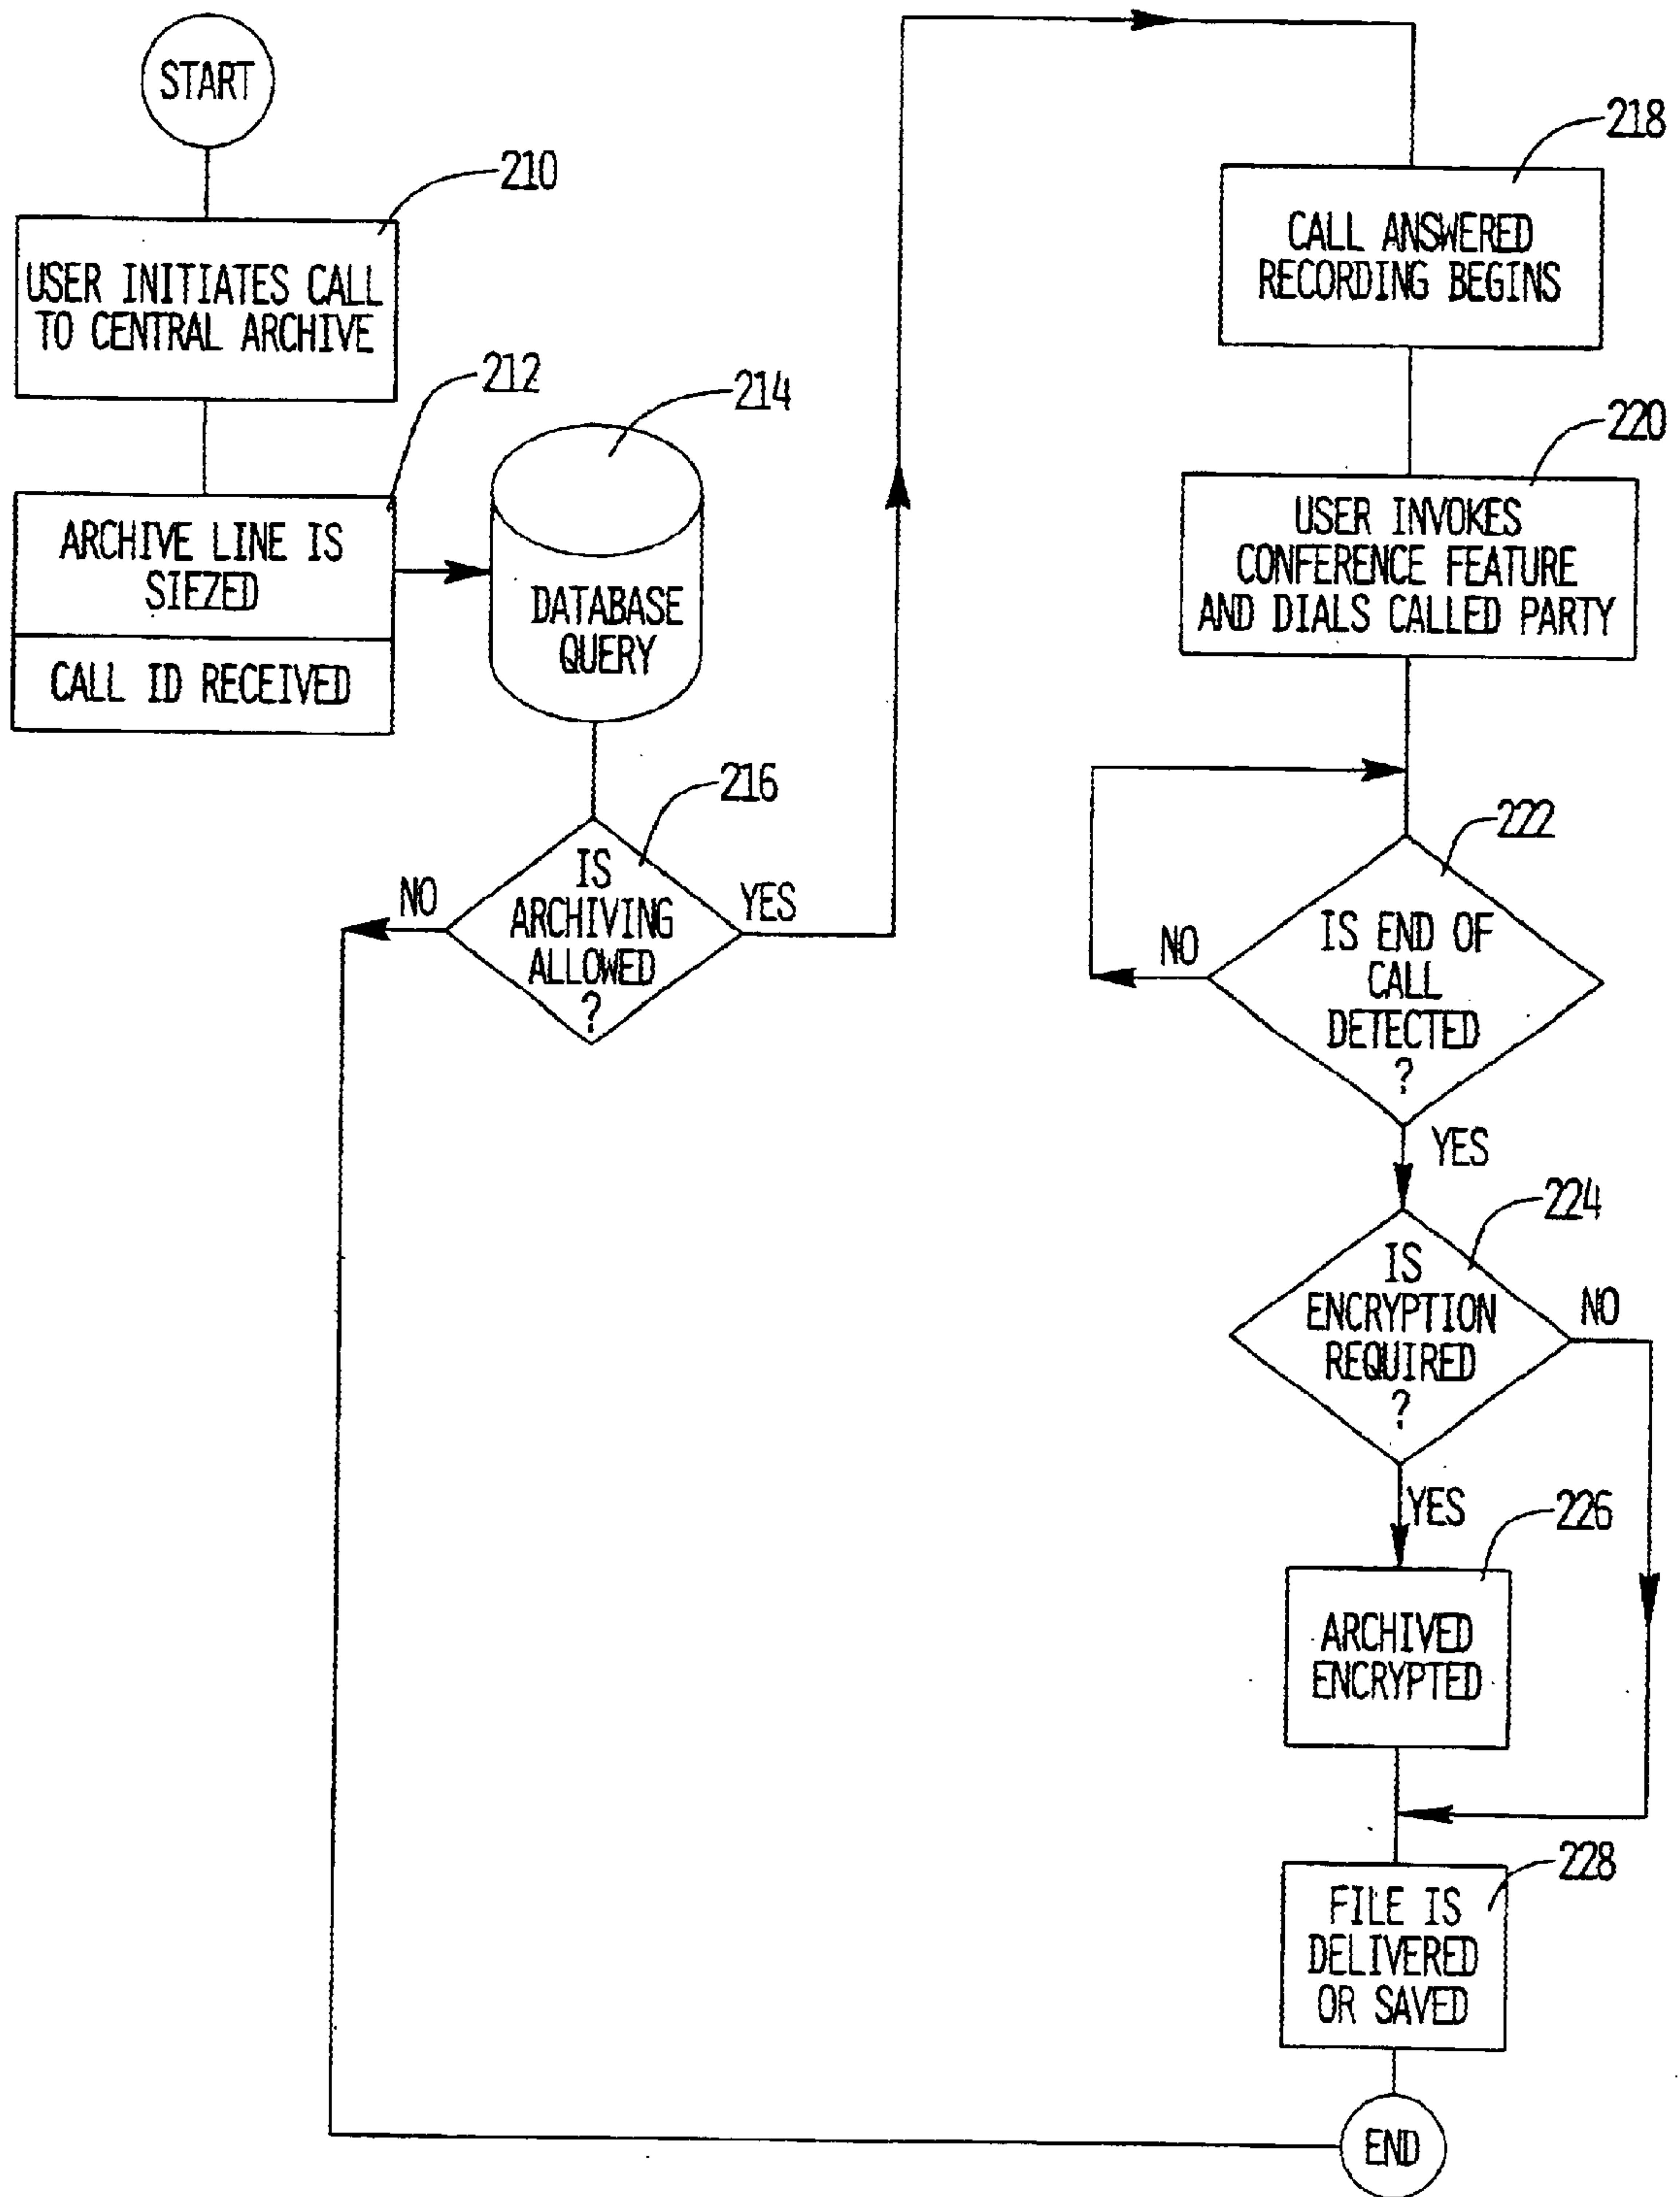 START
210
USER INITIATES CALL
TO CENTRAL ARCHIVE
212
ARCHIVE LINE IS
SIEZED
CALL ID RECEIVED
214
DATABASE
QUERY
216
IS
ARCHIVING
ALLOWED
?
NO
YES
218
CALL ANSWERED
RECORDING BEGINS
220
USER INVOKES
CONFERENCE FEATURE
AND DIALS CALLED PARTY
222
IS END OF
CALL
DETECTED
?
NO
YES
224
IS
ENCRYPTION
REQUIRED
?
NO
YES
226
ARCHIVED
ENCRYPTED
228
FILE IS
DELIVERED
OR SAVED
END